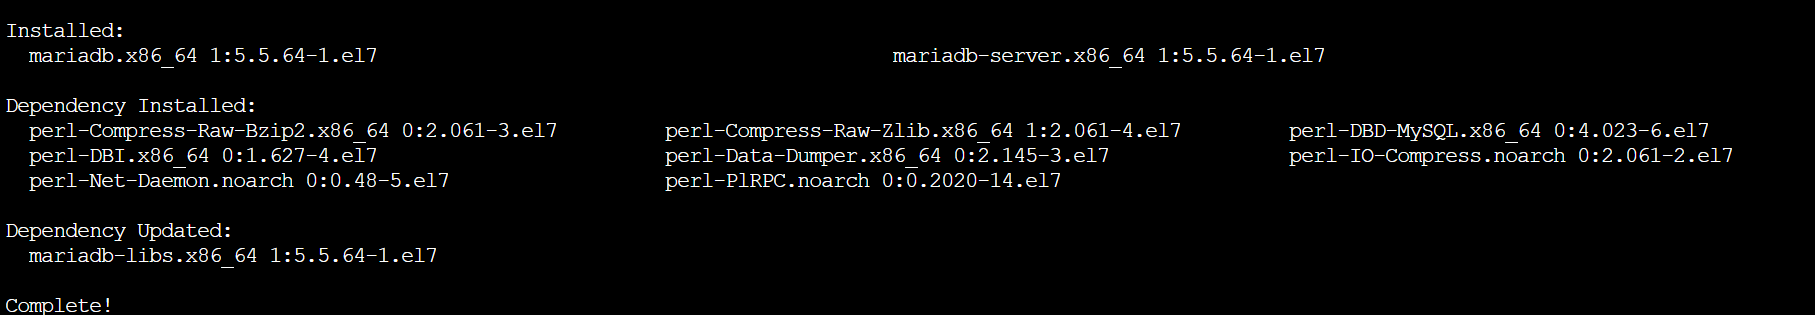 Installed:
mariadb.x86_64 1:5.5.64-1.el7 mariadb-server.x86_64 1:5.5.64-1.el7
Dependency Installed:
perl-Compress-Raw-Bzip2.x86_64 0:2.061-3.el7 perl-Compress-Raw-Zlib.x86_64 1:2.061-4.el7 perl-DBD-MySQL.x86_64 0:4.023-6.el7
perl-DBI.x86_64 0:1.627-4.el7 perl-Data-Dumper.x86_64 0:2.145-3.el7 perl-IO-Compress.noarch 0:2.061-2.el7
perl-Net-Daemon.noarch 0:0.48-5.el7 perl-PlRPC.noarch 0:0.2020-14.el7
Dependency Updated:
mariadb-libs.x86_64 1:5.5.64-1.el7
Complete!